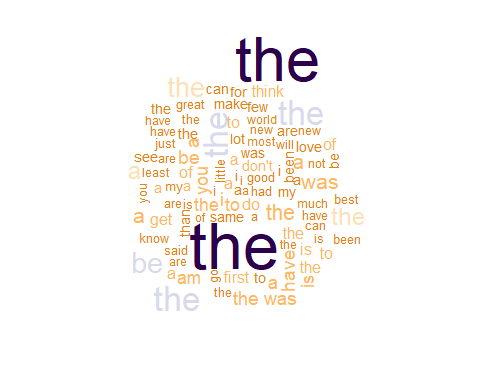 the
the can for think
the great make few the
have the the to world
have the lot most new are new
just a will love of
see are be was
a least of a don't i a not be
you a my a you little i i good been a was
i a a had my
are is the i to do much best
a get than of same a the have the
know the can
said the the is been
are have is to
be a am go first to a is the
the the the was